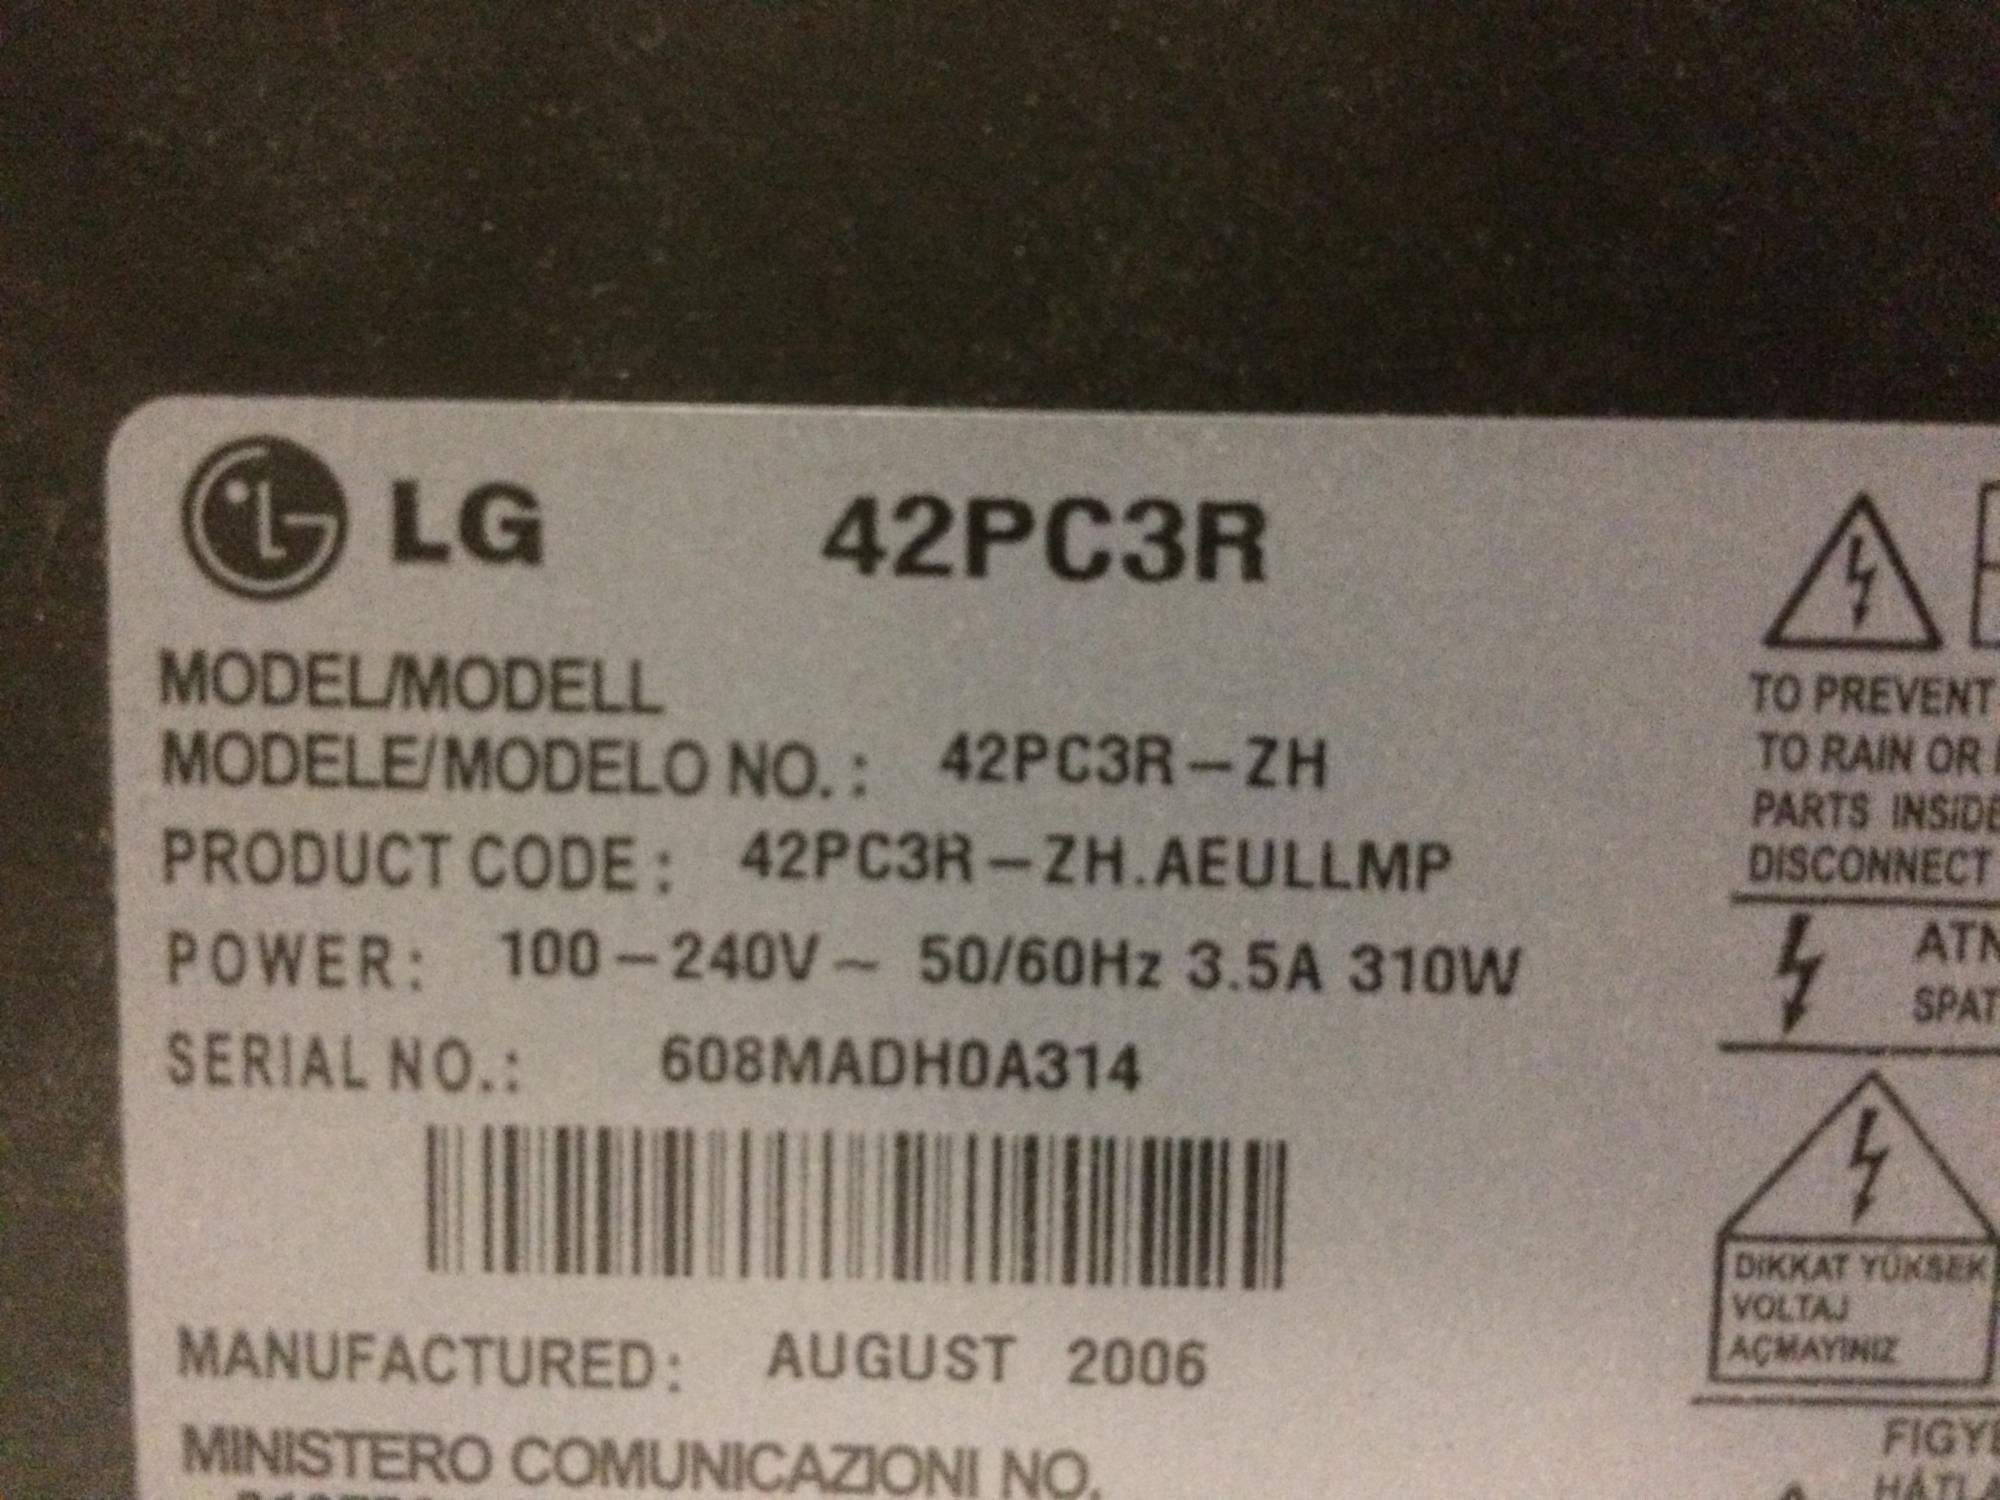 LG 42PC3R
MODEL/MODELL
MODELE/MODELO NO.: 42PC3R-ZH
PRODUCT CODE: 42PC3R-ZH.AEULLMP
POWER: 100-240V~ 50/60Hz 3.5A 310W
SERIAL NO.: 608MADH0A314
MANUFACTURED: AUGUST 2006
MINISTERO COMUNICAZIONI NO.
TO PREVENT
TO RAIN OR
PARTS INSIDE
DISCONNECT
ATN
SPAT
DIKKAT YÜKSEK
VOLTAJ
AÇMAYINIZ
FIGYE
HÁTLA